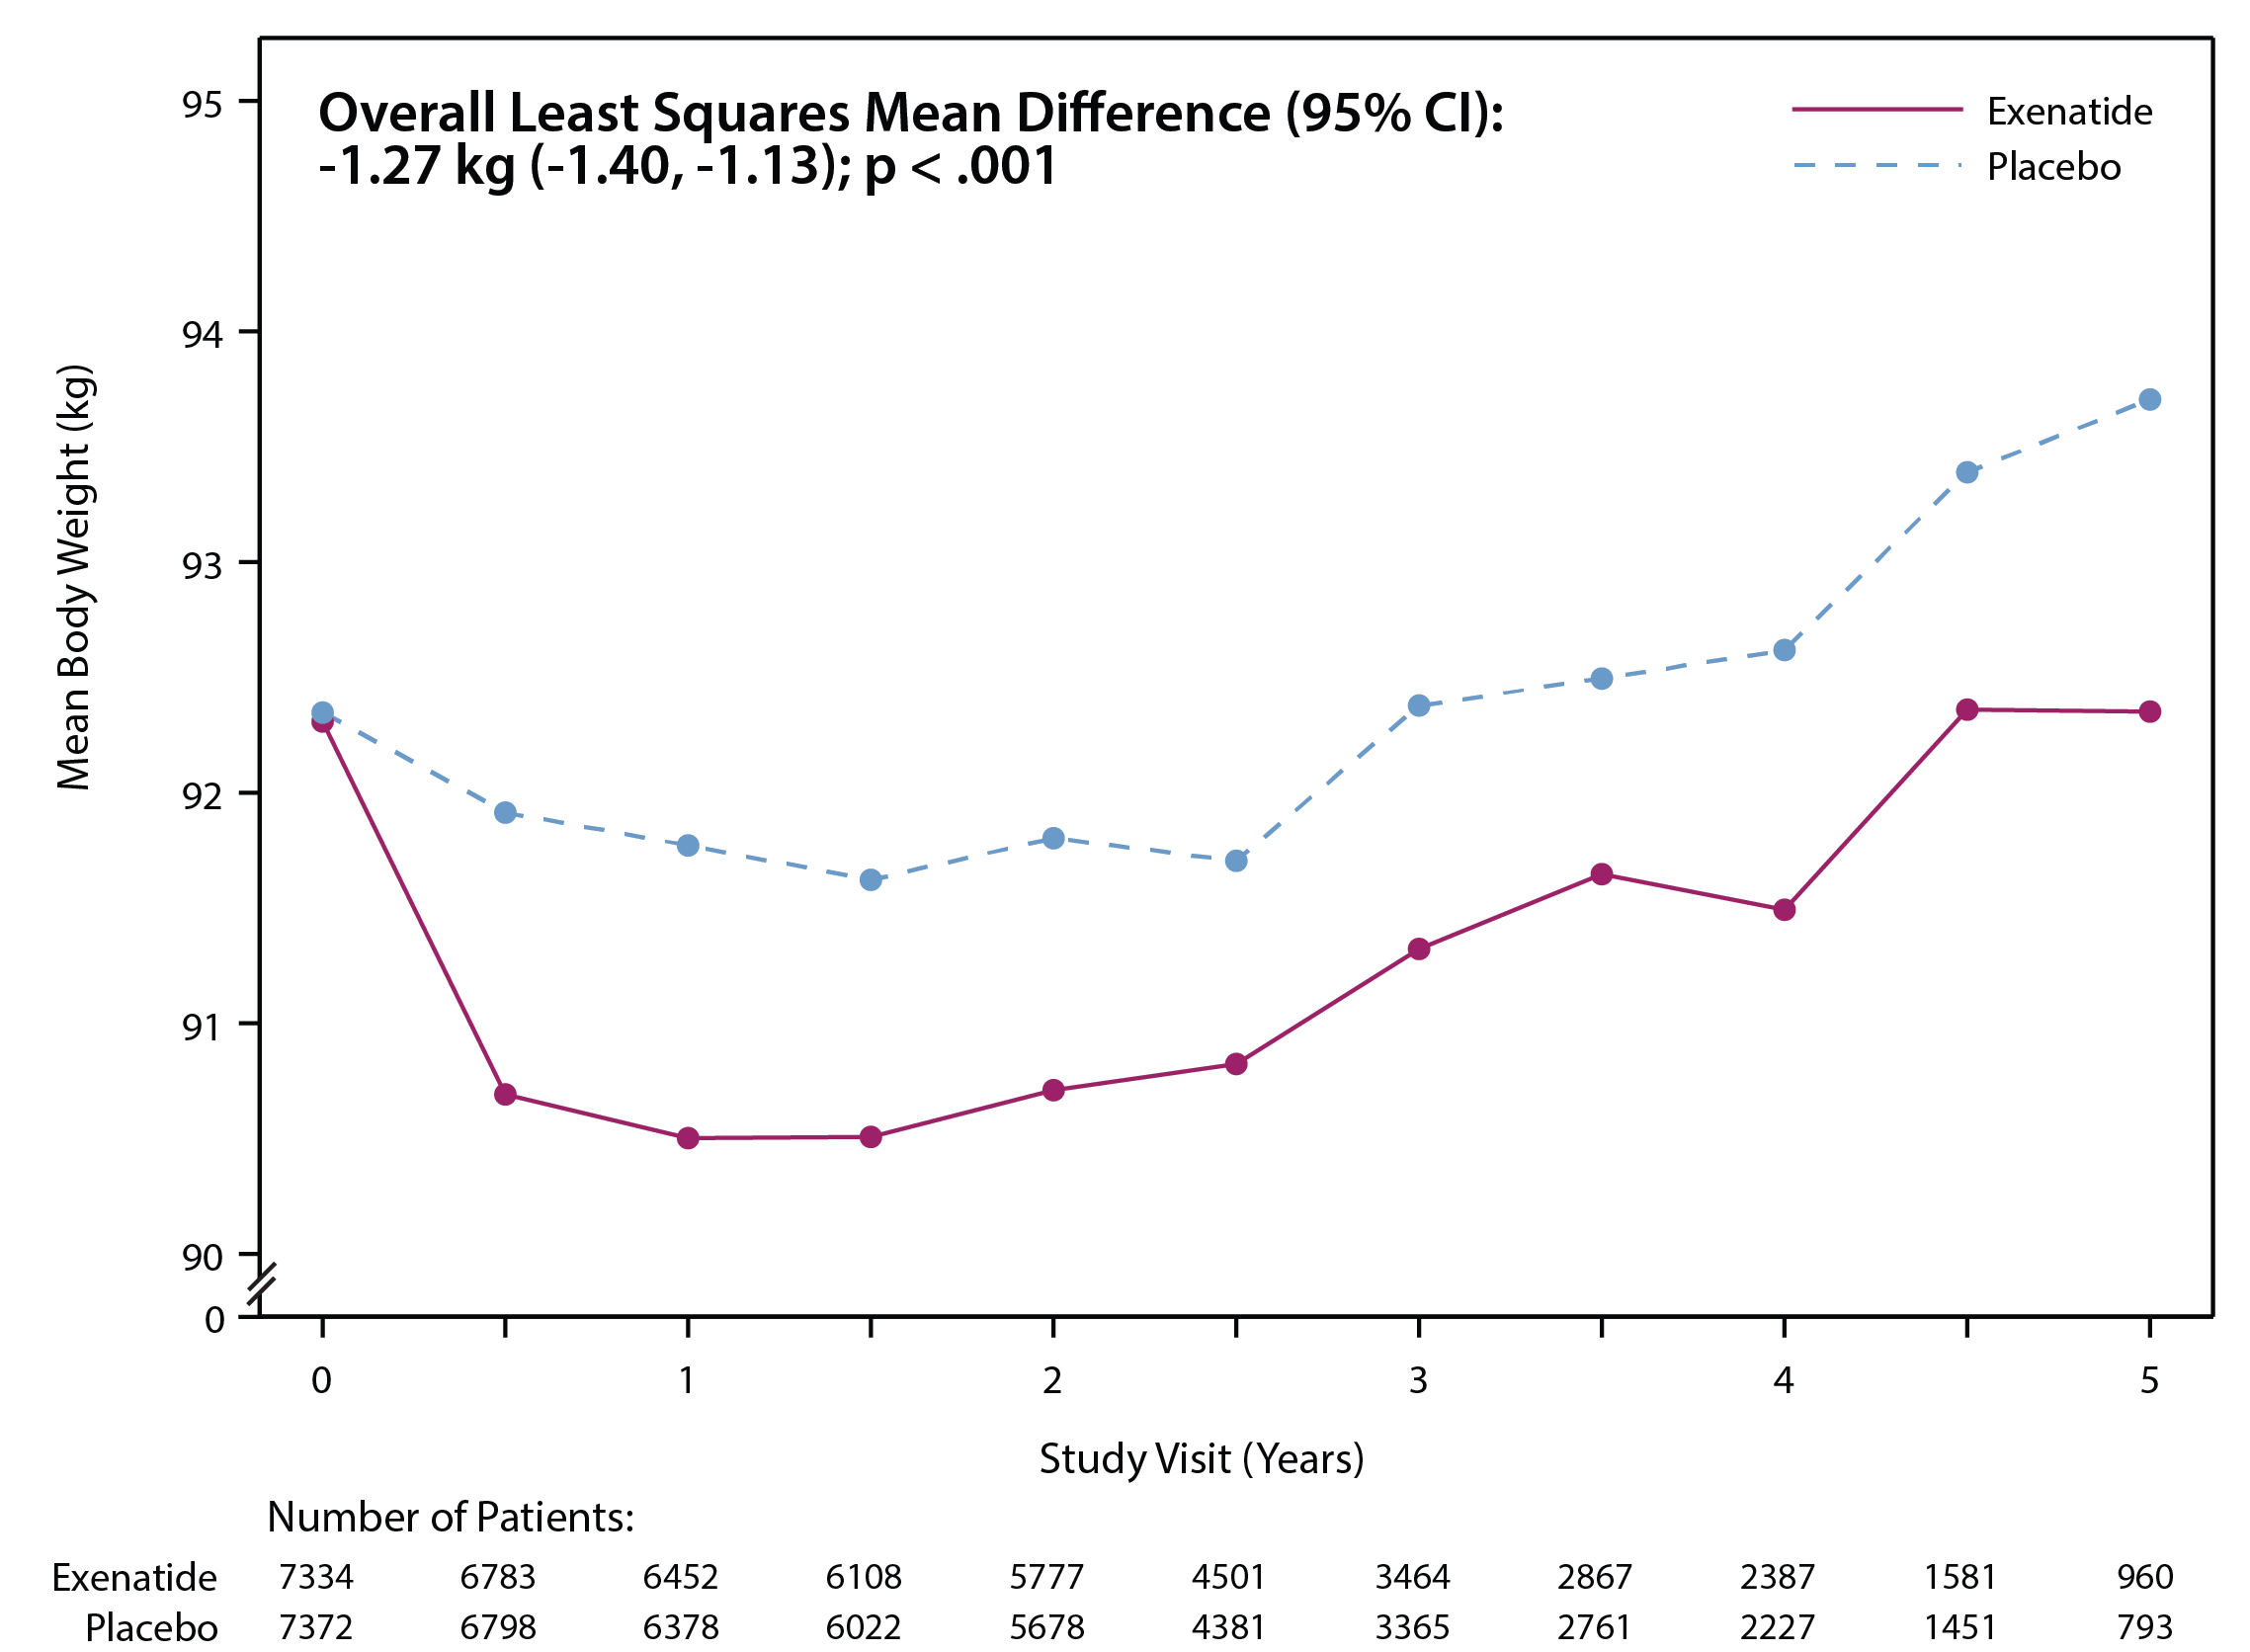 Overall Least Squares Mean Difference (95% CI):
-1.27 kg (-1.40, -1.13); p < .001
Exenatide
Placebo
Mean Body Weight (kg)
95
94
93
92
91
90
0
0 1 2 3 4 5
Study Visit (Years)
Number of Patients:
Exenatide 7334 6783 6452 6108 5777 4501 3464 2867 2387 1581 960
Placebo 7372 6798 6378 6022 5678 4381 3365 2761 2227 1451 793